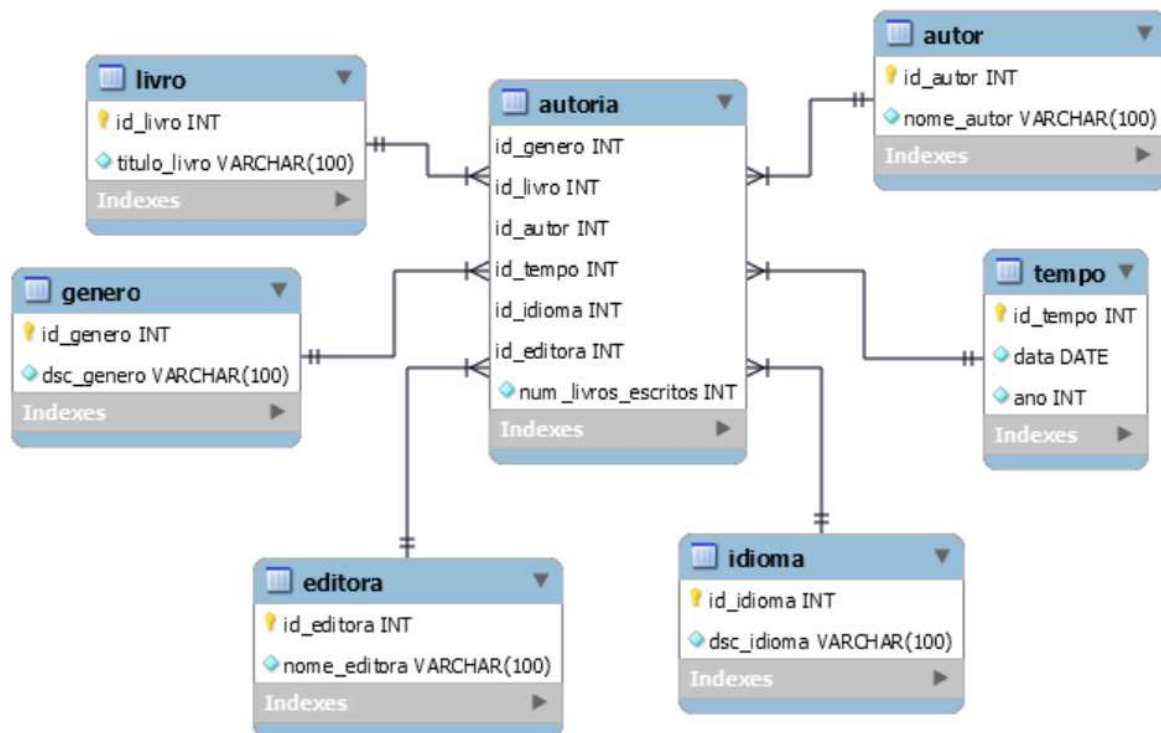 livro
id_livro INT
titulo_livro VARCHAR(100)
Indexes
genero
id_genero INT
dsc_genero VARCHAR(100)
Indexes
autoria
id_genero INT
id_livro INT
id_autor INT
id_tempo INT
id_idioma INT
id_editora INT
num_livros_escritos INT
Indexes
autor
id_autor INT
nome_autor VARCHAR(100)
Indexes
tempo
id_tempo INT
data DATE
ano INT
Indexes
editora
id_editora INT
nome_editora VARCHAR(100)
Indexes
idioma
id_idioma INT
dsc_idioma VARCHAR(100)
Indexes